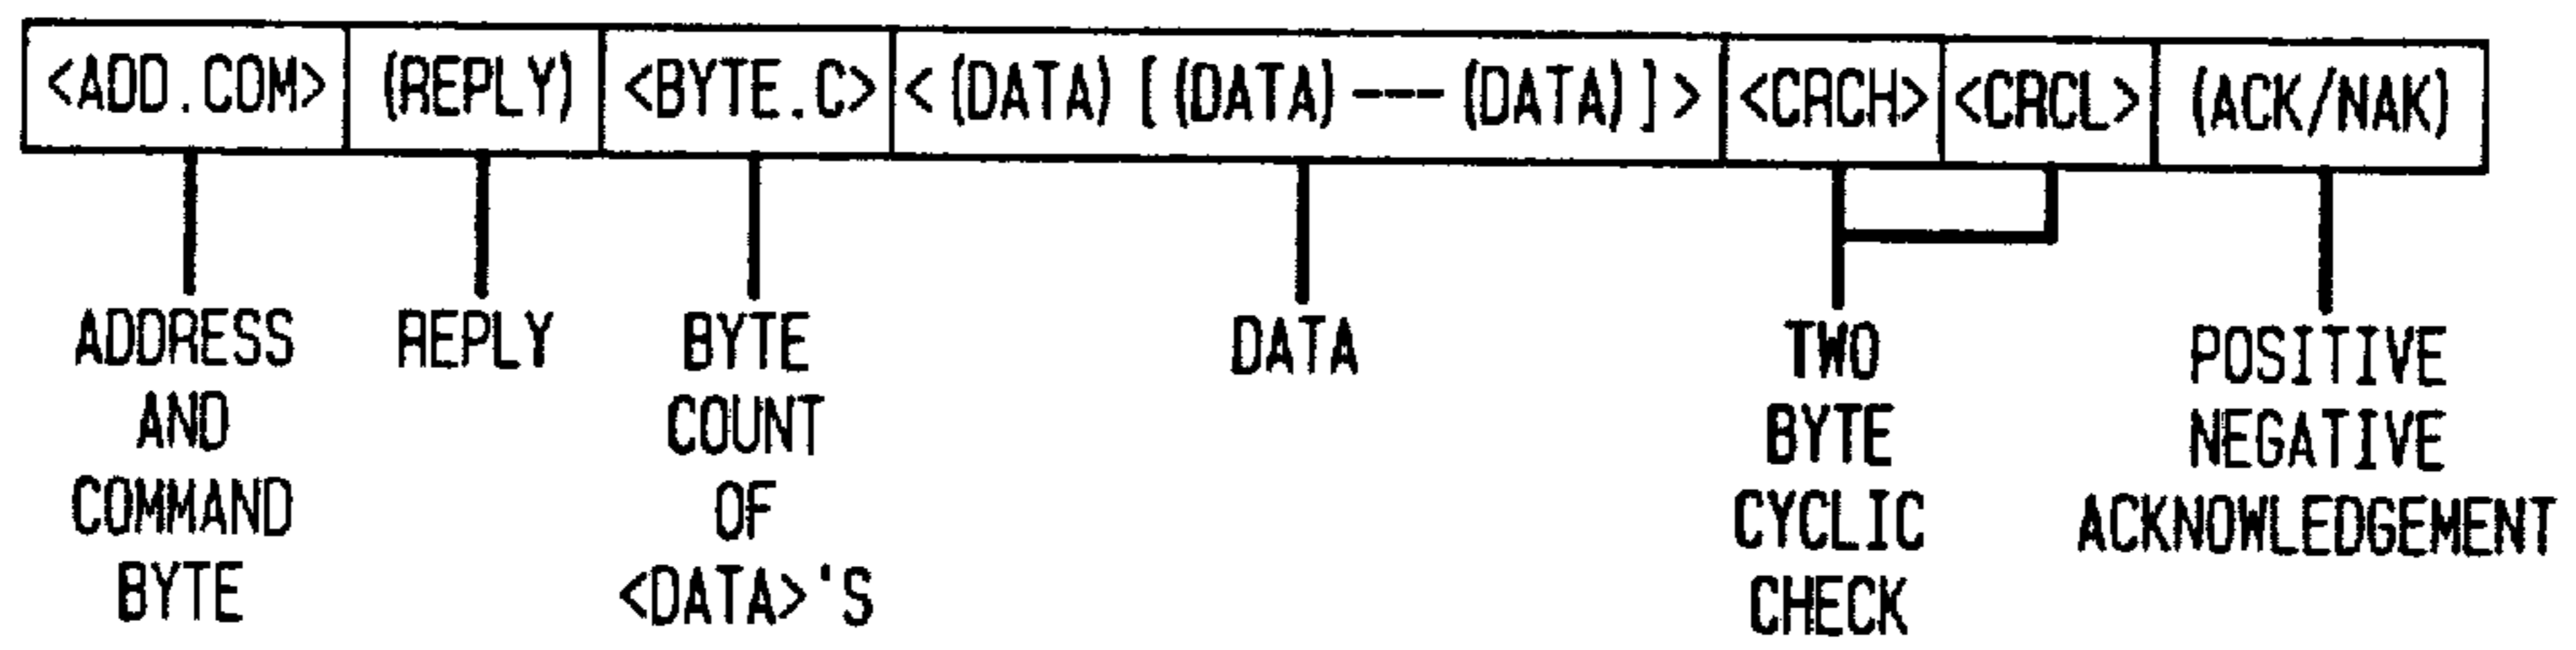 <ADD.COM> (REPLY) <BYTE.C> <(DATA) [(DATA)---(DATA)]> <CRCH> <CRCL> (ACK/NAK)
ADDRESS
AND
COMMAND
BYTE
REPLY
BYTE
COUNT
OF
<DATA>'S
DATA
TWO
BYTE
CYCLIC
CHECK
POSITIVE
NEGATIVE
ACKNOWLEDGEMENT